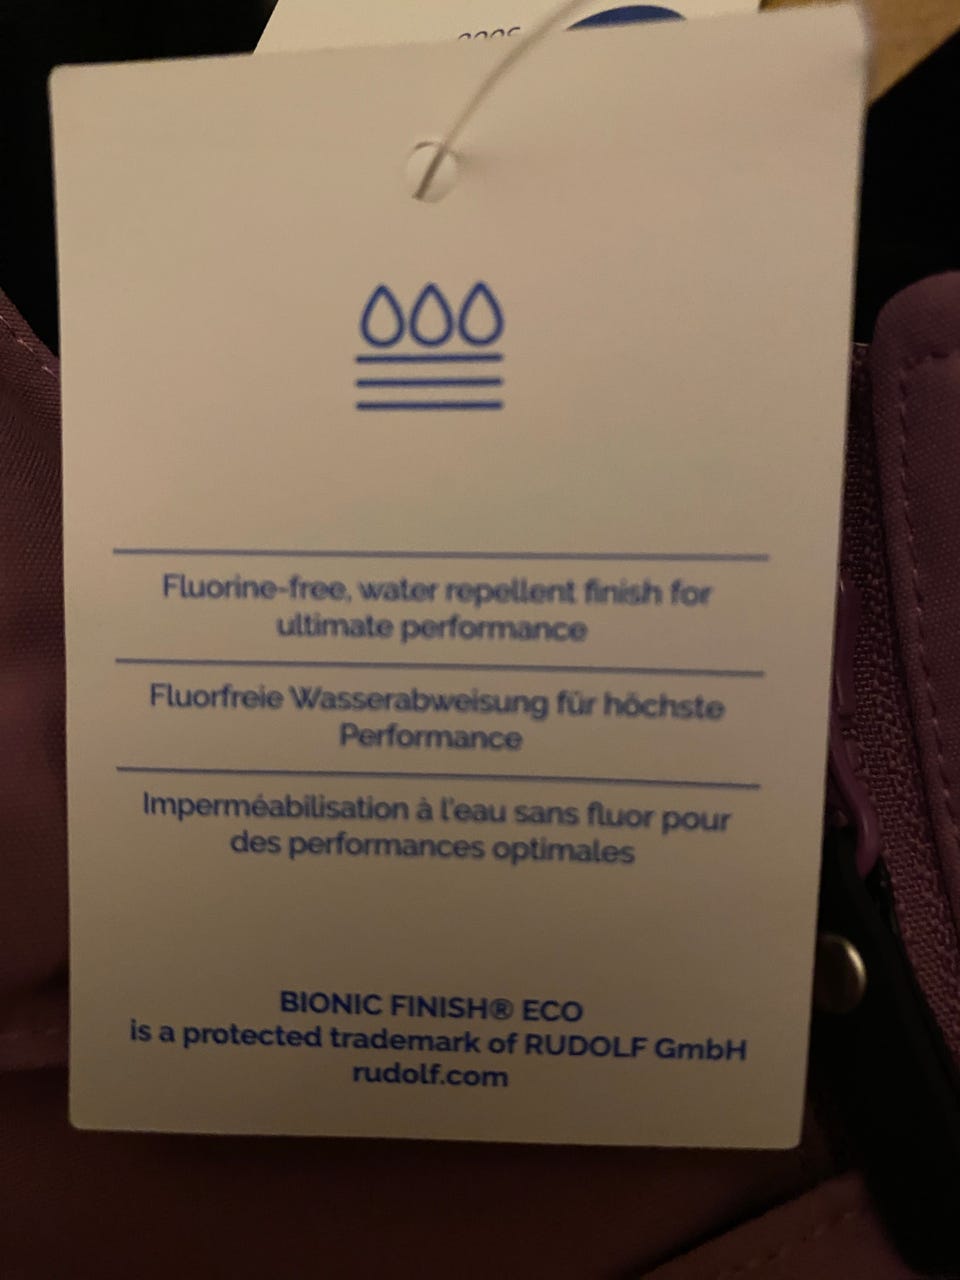 Fluorine-free, water repellent finish for
ultimate performance
Fluorfreie Wasserabweisung für höchste
Performance
Imperméabilisation à l'eau sans fluor pour
des performances optimales
BIONIC FINISH® ECO
is a protected trademark of RUDOLF GmbH
rudolf.com